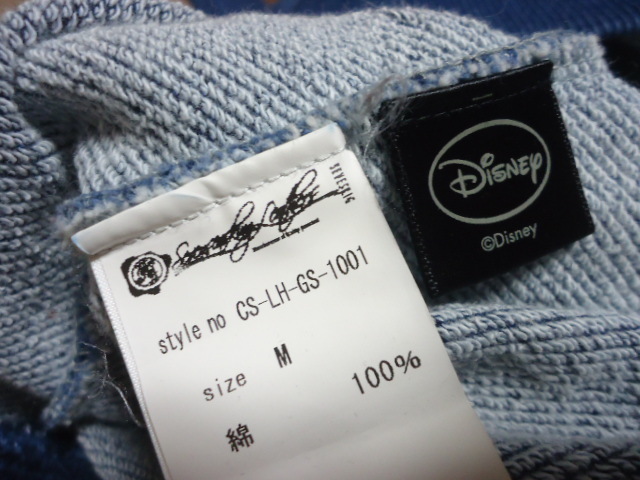 style no CS-LH-GS-1001
size M
綿 100%
Disney
©Disney